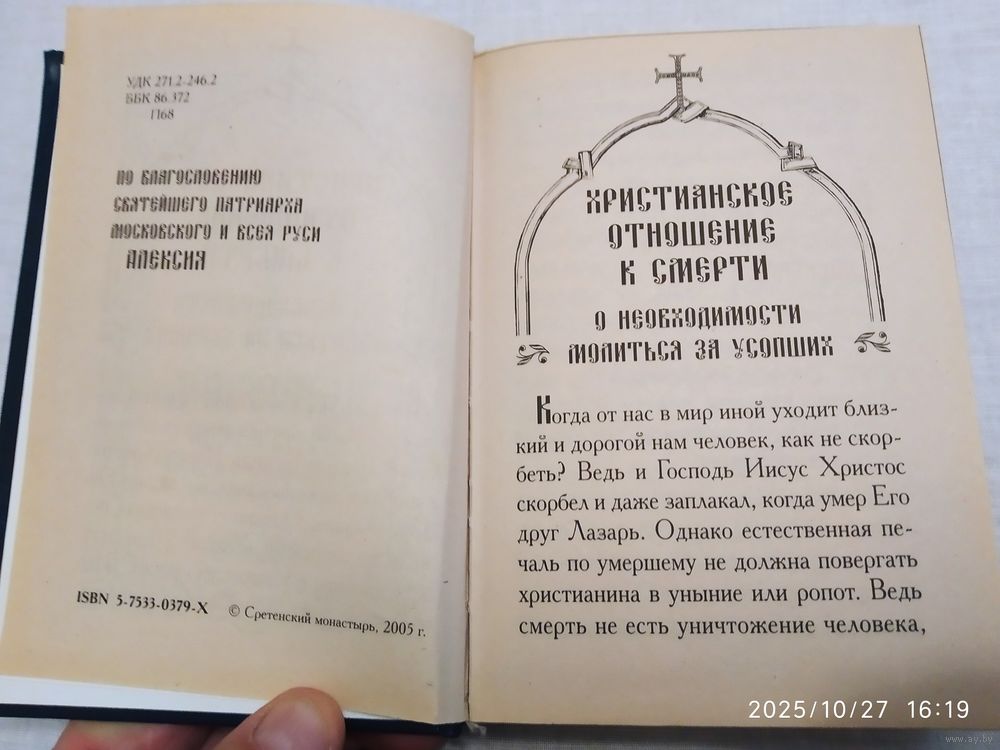 УДК 271.2-246.2
ББК 86.372
П68
ПО БЛАГОСЛОВЕНИЮ
СВЯТЕЙШЕГО ПАТРИАРХА
МОСКОВСКОГО И ВСЕЯ РУСИ
АЛЕКСИЯ
ISBN 5-7533-0379-X
© Сретенский монастырь, 2005 г.
ХРИСТИАНСКОЕ
ОТНОШЕНИЕ
К СМЕРТИ
О НЕОБХОДИМОСТИ
МОЛИТЬСЯ ЗА УСОПШИХ
Когда от нас в мир иной уходит близ-
кий и дорогой нам человек, как не скор-
беть? Ведь и Господь Иисус Христос
скорбел и даже заплакал, когда умер Его
друг Лазарь. Однако естественная пе-
чаль по умершему не должна повергать
христианина в уныние или ропот. Ведь
смерть не есть уничтожение человека,
2025/10/27 16:19
www.ay.by